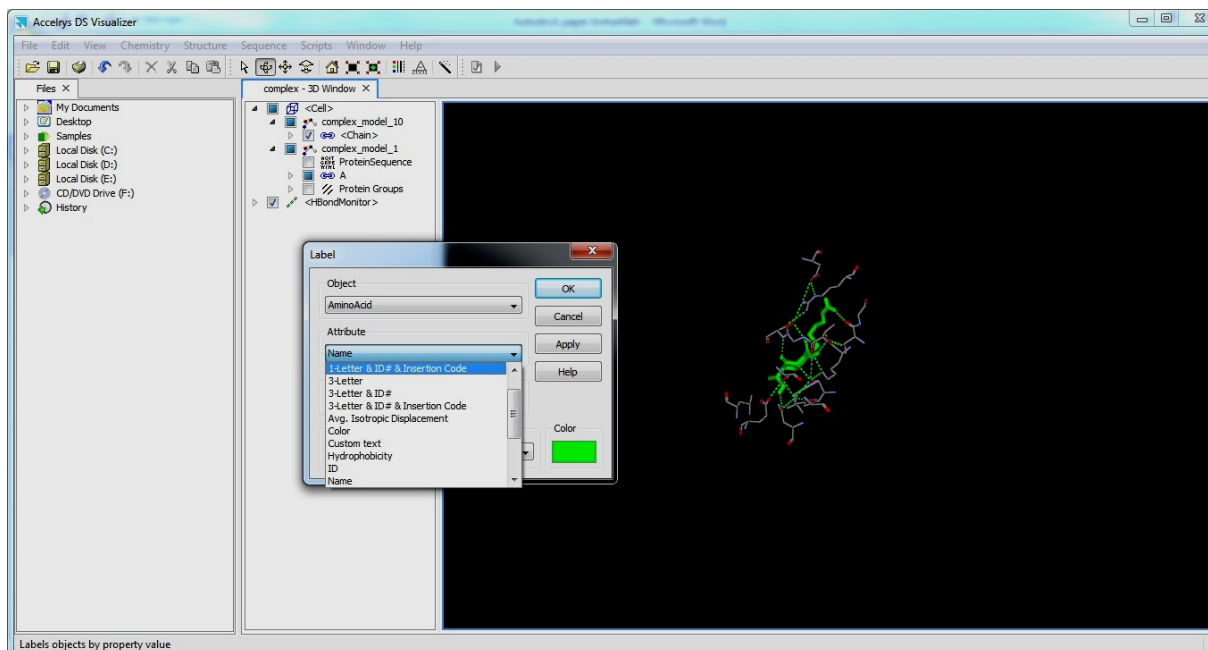 Accelrys DS Visualizer
File Edit View Chemistry Structure Sequence Scripts Window Help
Files
complex - 3D Window
My Documents
Desktop
Samples
Local Disk (C:)
Local Disk (D:)
Local Disk (E:)
CD/DVD Drive (F:)
History
<Cell>
complex_model_10
<Chain>
complex_model_1
ProteinSequence
A
Protein Groups
<HBondMonitor>
Label
Object
AminoAcid
Attribute
Name
1-Letter & ID# & Insertion Code
3-Letter
3-Letter & ID#
3-Letter & ID# & Insertion Code
Avg. Isotropic Displacement
Color
Custom text
Hydrophobicity
ID
Name
OK
Cancel
Apply
Help
Color
Labels objects by property value